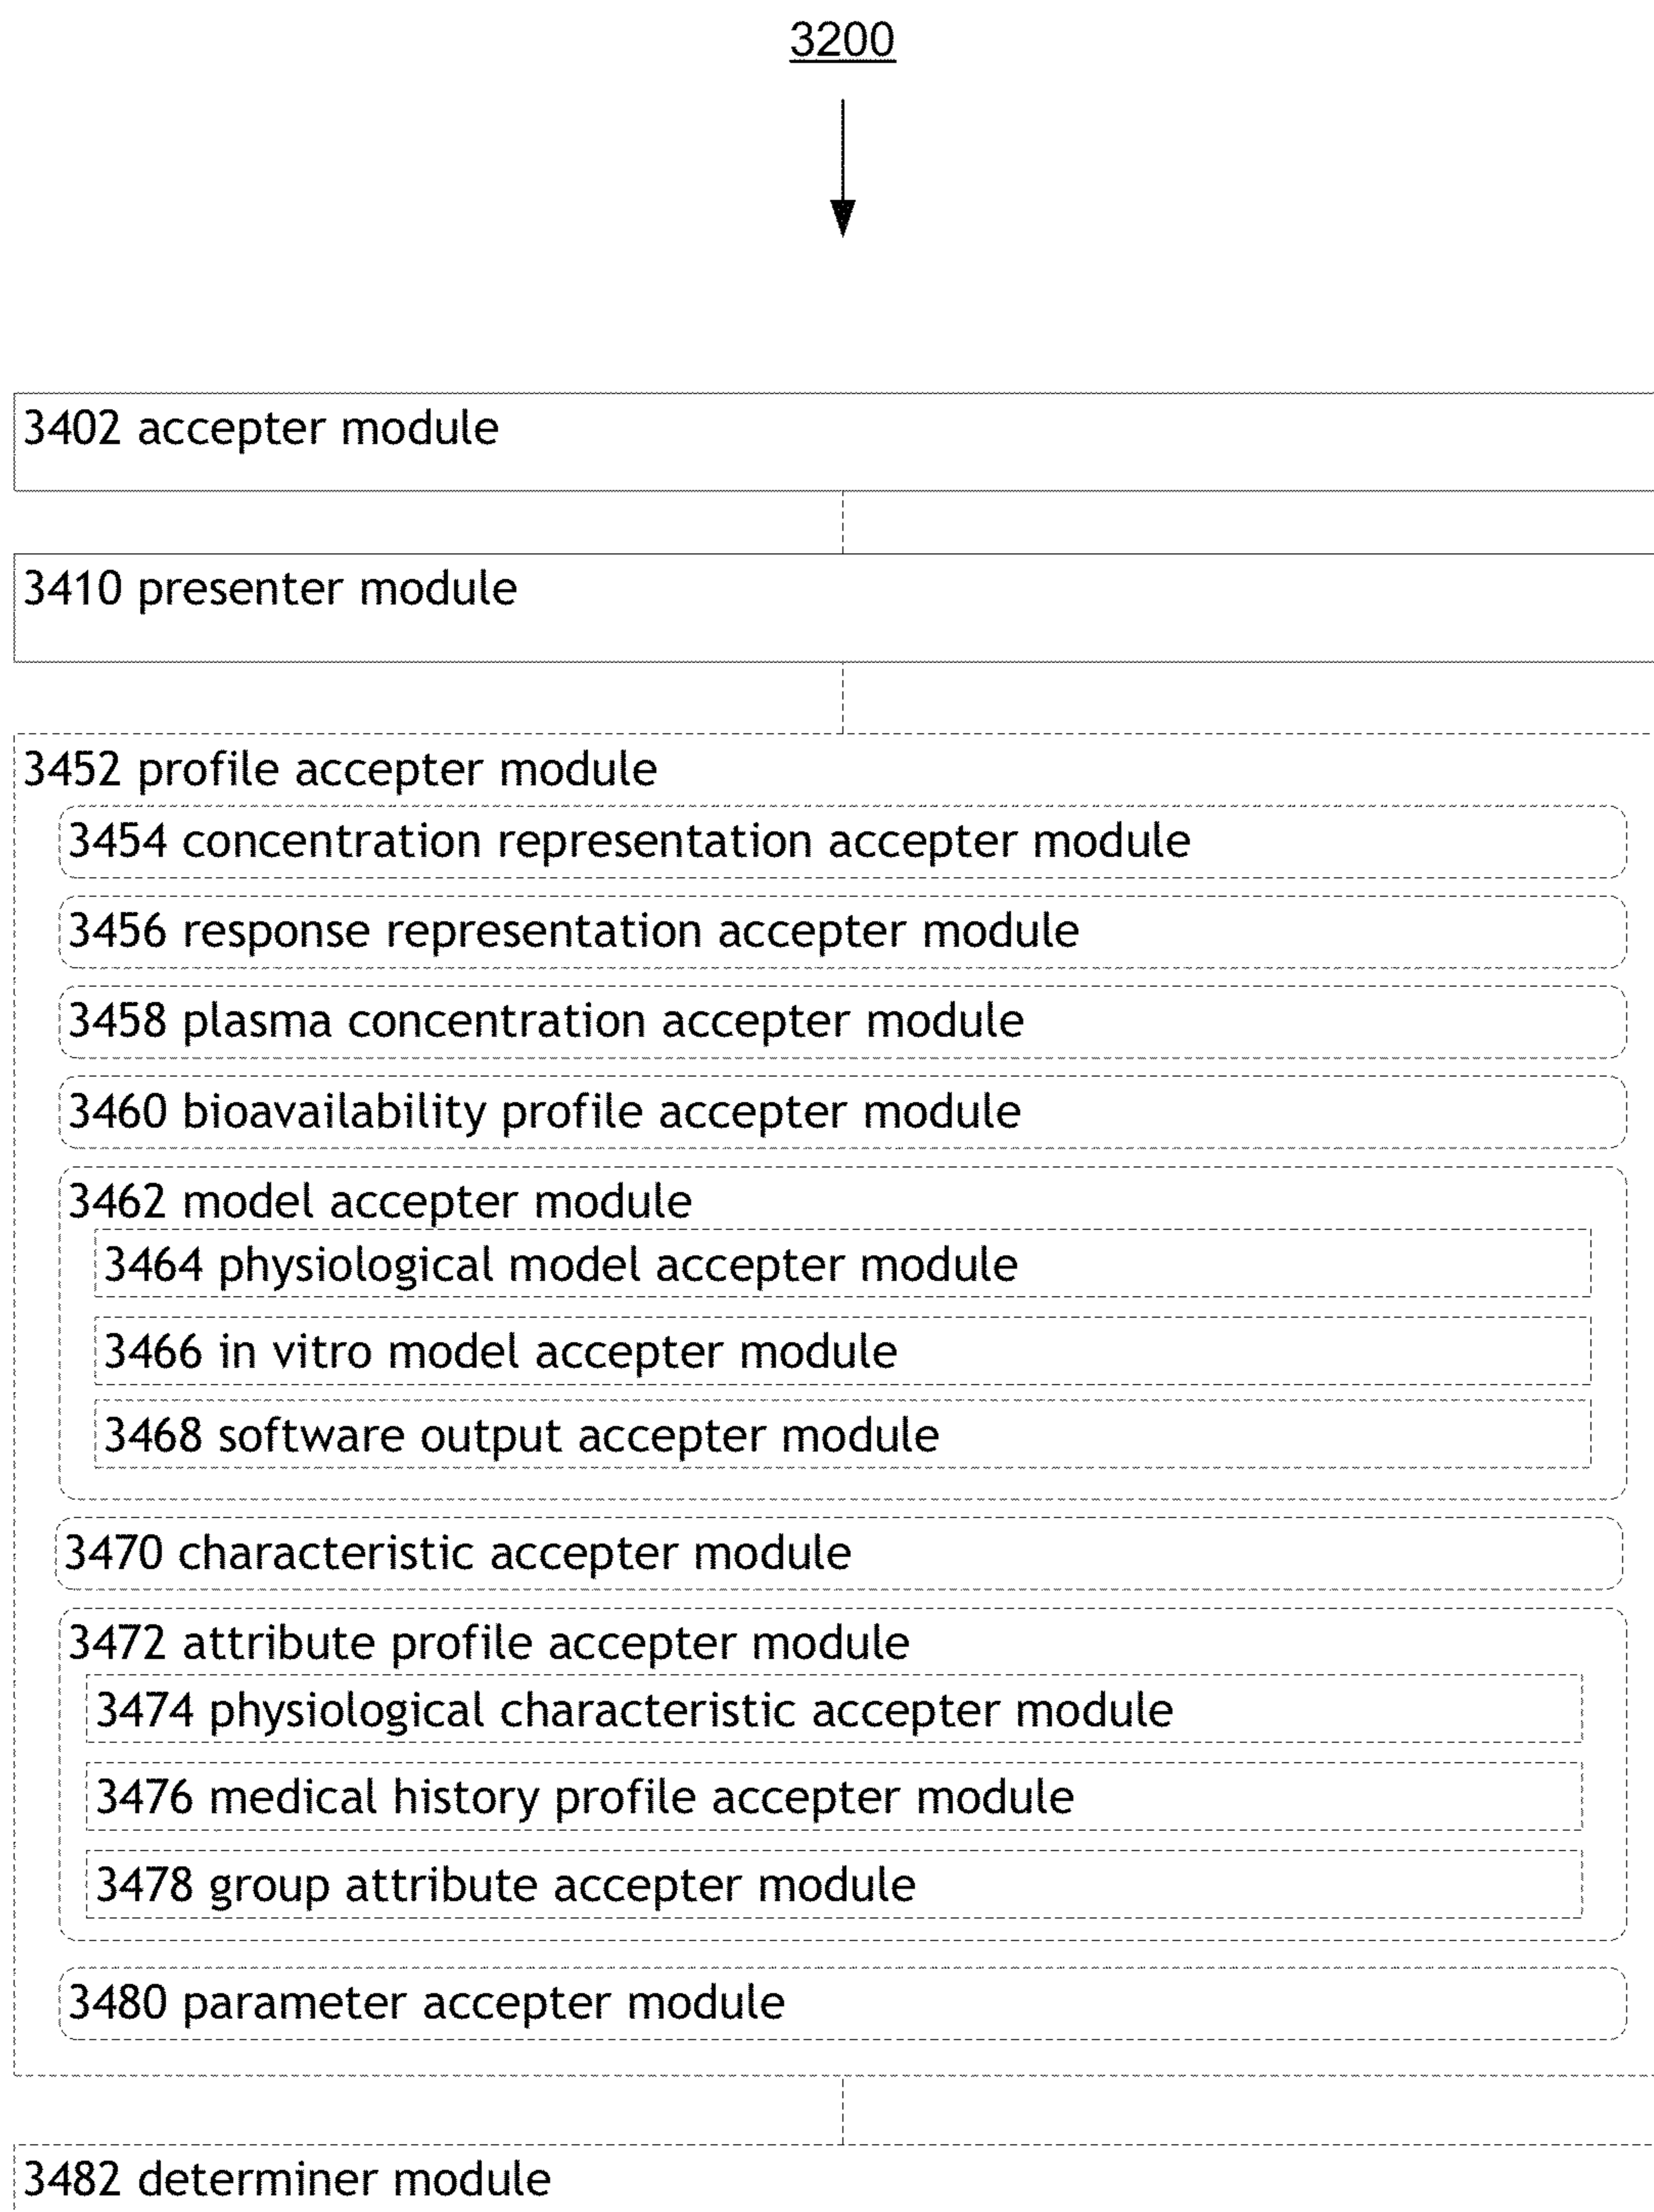 3200
3402 accepter module
3410 presenter module
3452 profile accepter module
3454 concentration representation accepter module
3456 response representation accepter module
3458 plasma concentration accepter module
3460 bioavailability profile accepter module
3462 model accepter module
3464 physiological model accepter module
3466 in vitro model accepter module
3468 software output accepter module
3470 characteristic accepter module
3472 attribute profile accepter module
3474 physiological characteristic accepter module
3476 medical history profile accepter module
3478 group attribute accepter module
3480 parameter accepter module
3482 determiner module